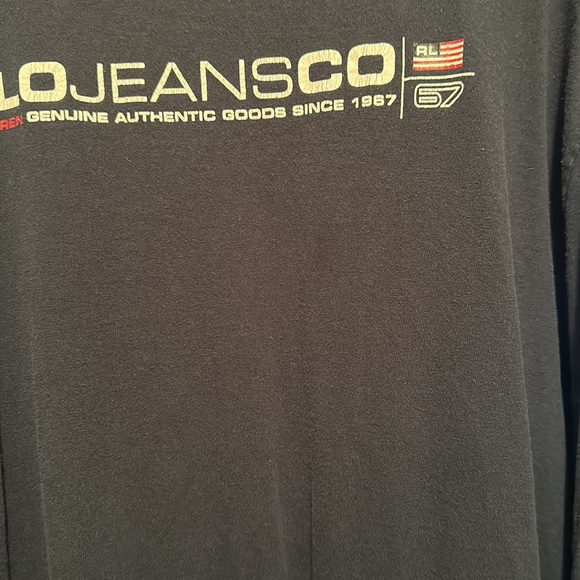 LOJEANSCO
REN GENUINE AUTHENTIC GOODS SINCE 1967
RL
67